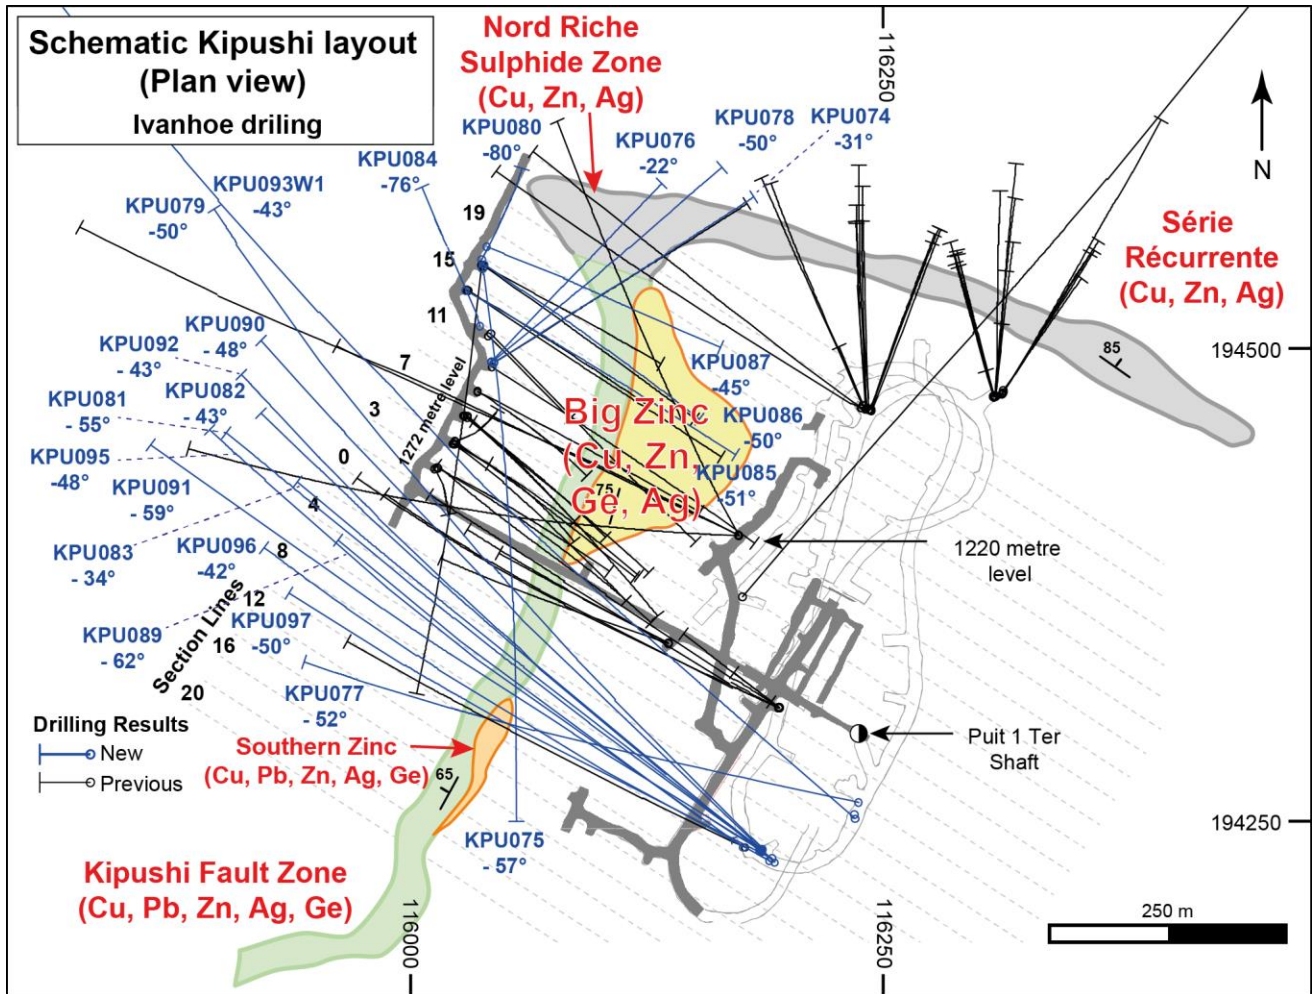 Schematic Kipushi layout
(Plan view)
Ivanhoe driling
Nord Riche
Sulphide Zone
(Cu, Zn, Ag)
116250
N
KPU080
-80°
KPU076
-22°
KPU078
-50°
KPU074
-31°
KPU084
-76°
KPU093W1
-43°
KPU079
-50°
19
15
11
7
3
0
4
8
12
16
20
Section Lines
1272 metre level
Série
Récurrente
(Cu, Zn, Ag)
85
194500
KPU090
- 48°
KPU092
- 43°
KPU082
- 43°
KPU081
- 55°
KPU095
-48°
KPU091
- 59°
KPU083
- 34°
KPU096
-42°
KPU089
- 62°
KPU097
-50°
KPU077
- 52°
KPU087
-45°
KPU086
-50°
KPU085
-51°
Big Zinc
(Cu, Zn,
Ge, Ag)
75
1220 metre
level
Puit 1 Ter
Shaft
Drilling Results
New
Previous
Southern Zinc
(Cu, Pb, Zn, Ag, Ge)
65
KPU075
- 57°
194250
Kipushi Fault Zone
(Cu, Pb, Zn, Ag, Ge)
116000
116250
250 m